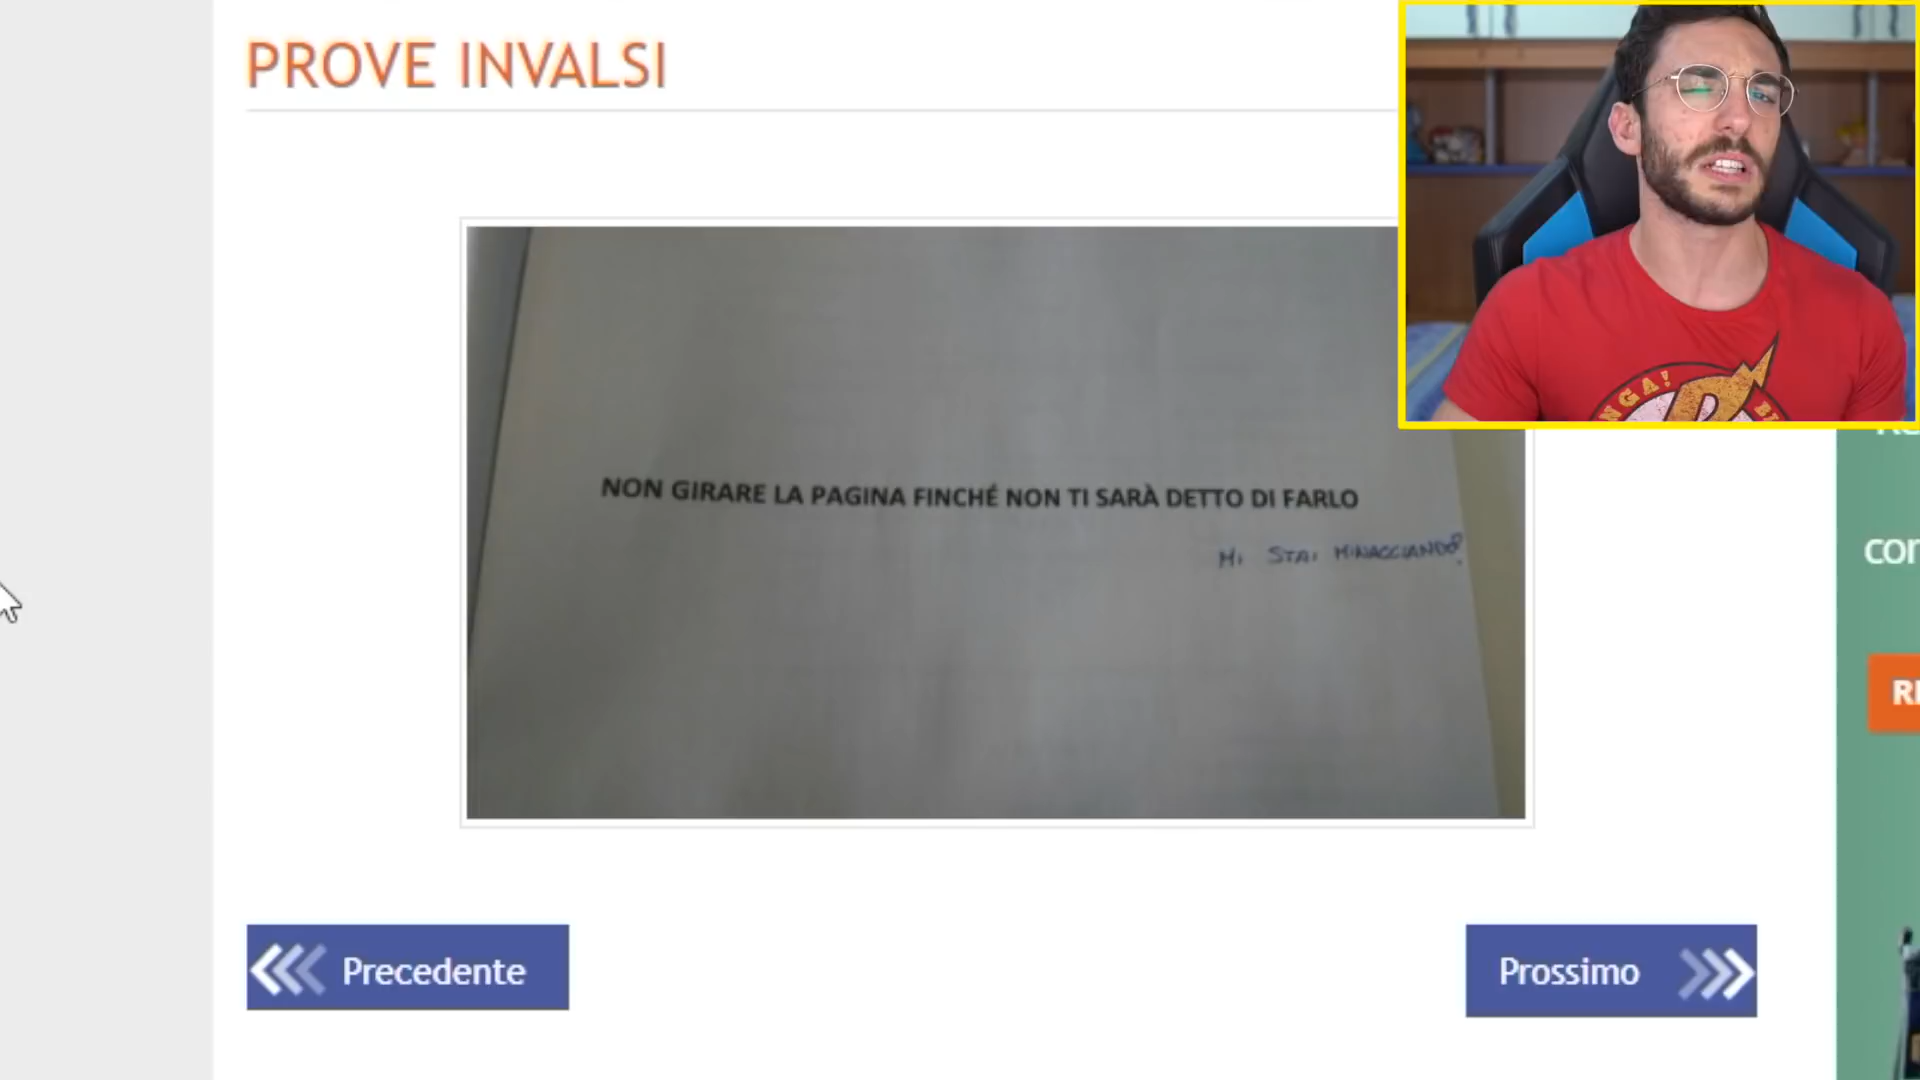 PROVE INVALSI
NON GIRARE LA PAGINA FINCHÉ NON TI SARÀ DETTO DI FARLO
MI STAI MINACCIANDO?
Precedente
Prossimo